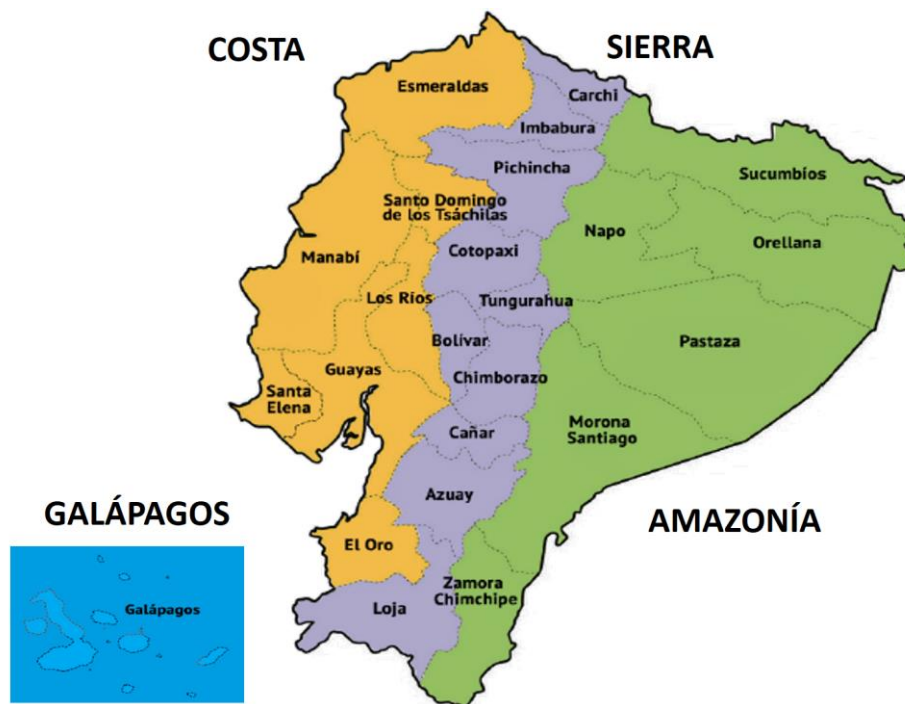 COSTA
SIERRA
Esmeraldas
Carchi
Imbabura
Pichincha
Sucumbíos
Santo Domingo
de los Tsáchilas
Napo
Orellana
Manabí
Cotopaxi
Los Ríos
Tungurahua
Bolívar
Pastaza
Guayas
Chimborazo
Santa
Elena
Morona
Santiago
Cañar
Azuay
GALÁPAGOS
AMAZONÍA
El Oro
Zamora
Chimchipe
Loja
Galápagos